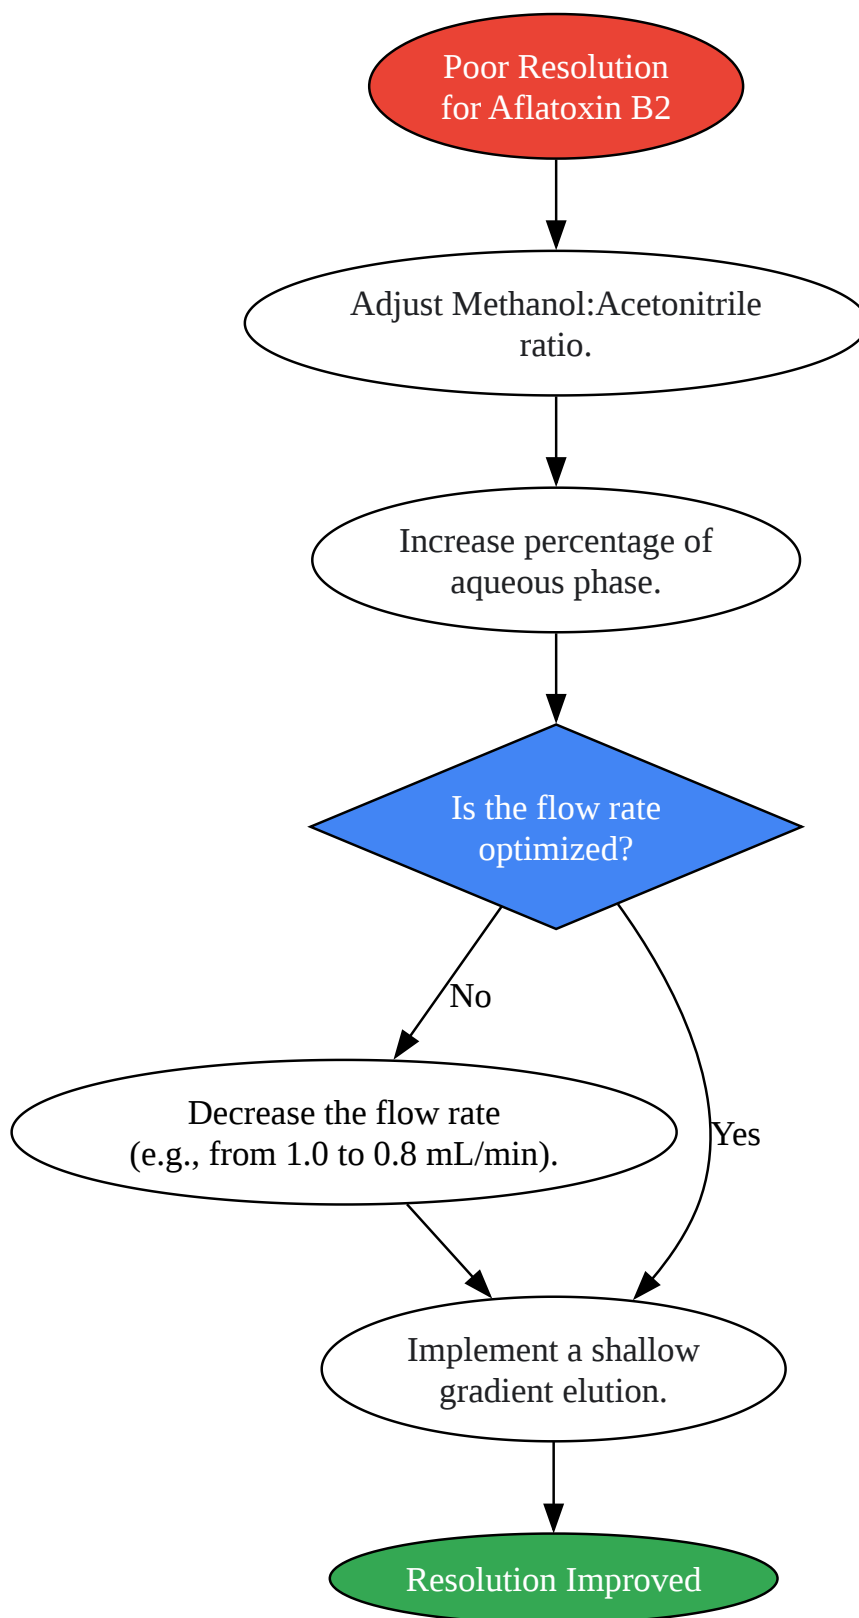 Poor Resolution
for Aflatoxin B2
Adjust Methanol:Acetonitrile
ratio.
Increase percentage of
aqueous phase.
Is the flow rate
optimized?
No
Decrease the flow rate
(e.g., from 1.0 to 0.8 mL/min).
Yes
Implement a shallow
gradient elution.
Resolution Improved